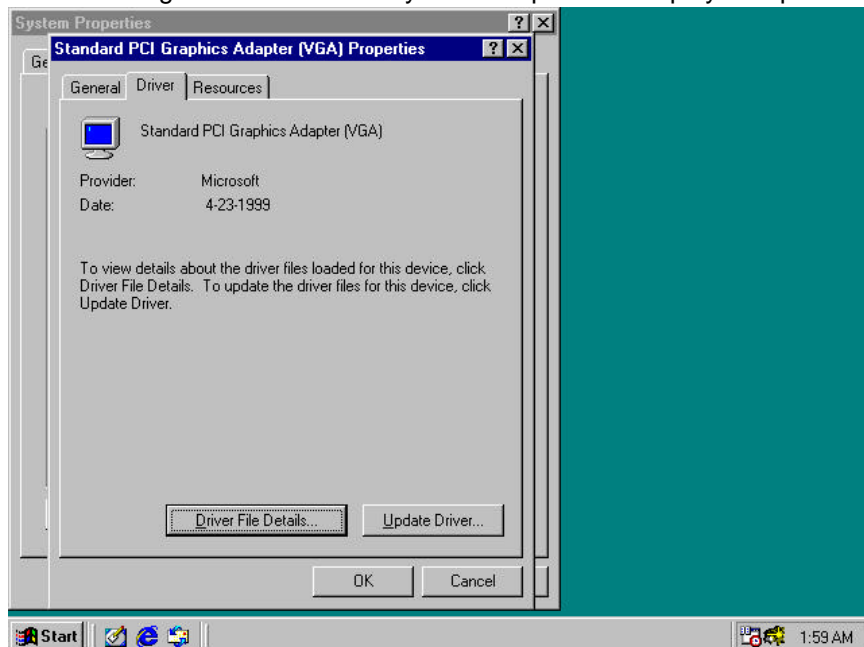 System Properties
Standard PCI Graphics Adapter (VGA) Properties
Ge
General Driver Resources
Standard PCI Graphics Adapter (VGA)
Provider: Microsoft
Date: 4-23-1999
To view details about the driver files loaded for this device, click
Driver File Details. To update the driver files for this device, click
Update Driver.
Driver File Details... Update Driver...
OK Cancel
Start 1:59 AM